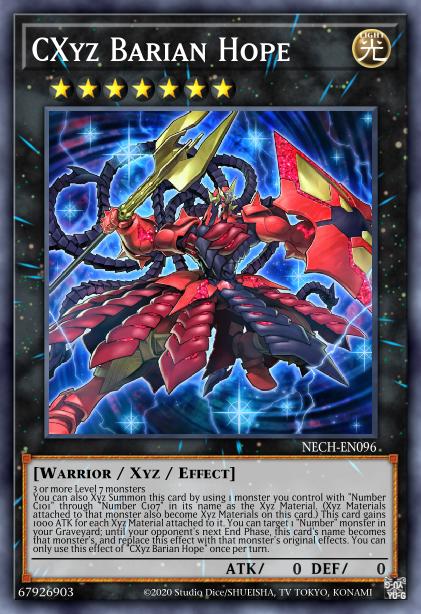 CXyz Barian Hope
LIGHT
光
NECH-EN096
[Warrior / Xyz / Effect]
3 or more Level 7 monsters
You can also Xyz Summon this card by using 1 monster you control with "Number
C101" through "Number C107" in its name as the Xyz Material. (Xyz Materials
attached to that monster also become Xyz Materials on this card.) This card gains
1000 ATK for each Xyz Material attached to it. You can target 1 "Number" monster in
your Graveyard; until your opponent's next End Phase, this card's name becomes
that monster's, and replace this effect with that monster's original effects. You can
only use this effect of "CXyz Barian Hope" once per turn.
ATK/ 0 DEF/ 0
67926903
©2020 Studio Dice/SHUEISHA, TV TOKYO, KONAMI